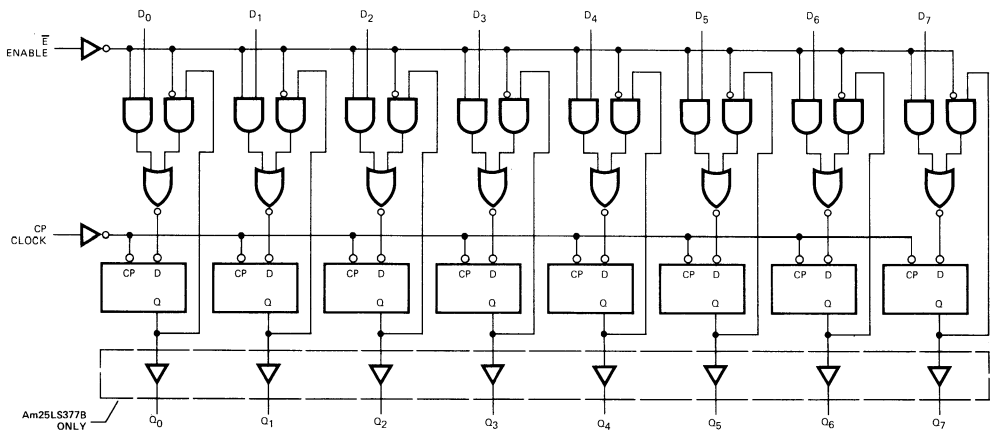 D0 D1 D2 D3 D4 D5 D6 D7
E
ENABLE
CP
CLOCK
CP D CP D CP D CP D CP D CP D CP D CP D
Q Q Q Q Q Q Q Q
Am25LS377B
ONLY
Q0 Q1 Q2 Q3 Q4 Q5 Q6 Q7